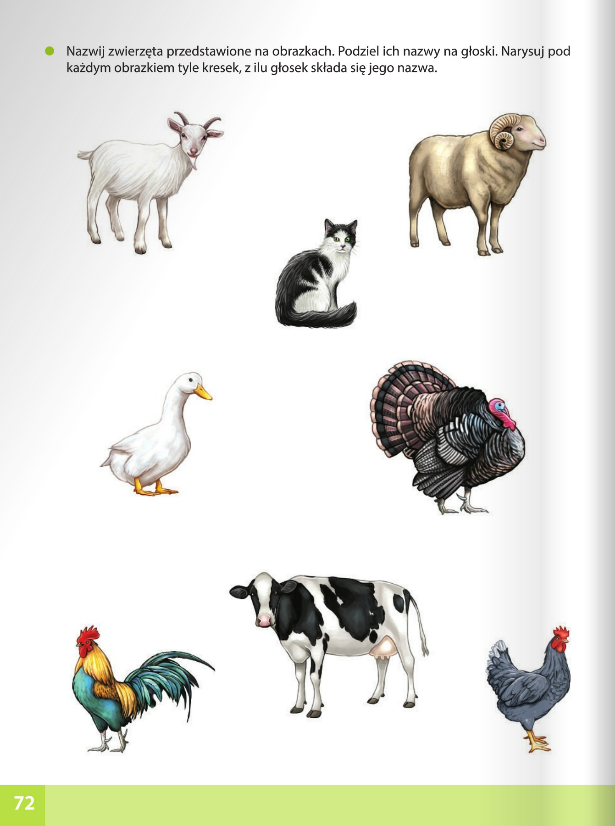 Nazwij zwierzęta przedstawione na obrazkach. Podziel ich nazwy na głoski. Narysuj pod
każdym obrazkiem tyle kresek, z ilu głosek składa się jego nazwa.
72